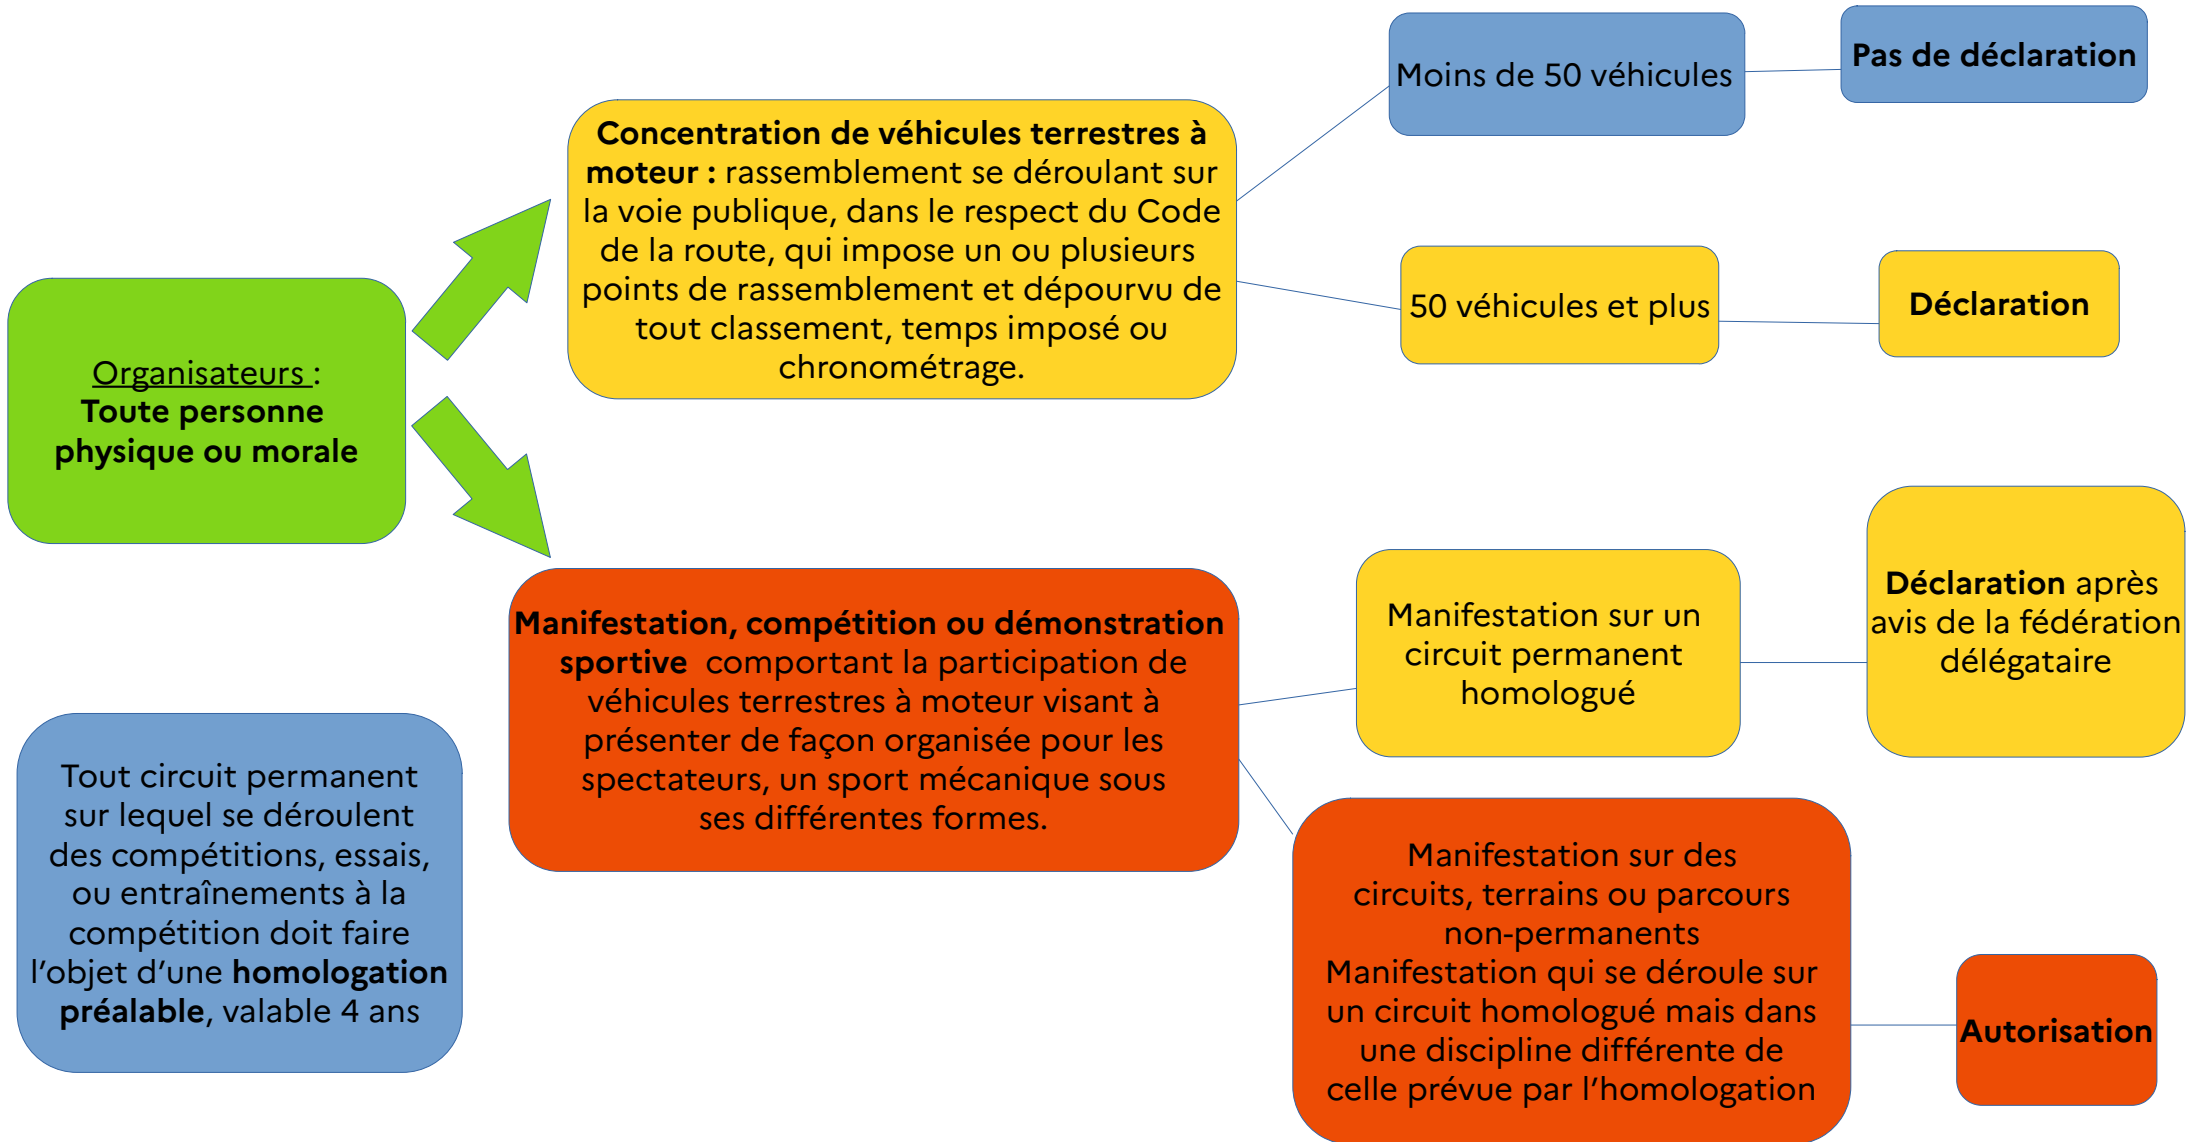 Organisateurs :
Toute personne
physique ou morale
Concentration de véhicules terrestres à
moteur : rassemblement se déroulant sur
la voie publique, dans le respect du Code
de la route, qui impose un ou plusieurs
points de rassemblement et dépourvu de
tout classement, temps imposé ou
chronométrage.
Moins de 50 véhicules
Pas de déclaration
50 véhicules et plus
Déclaration
Manifestation, compétition ou démonstration
sportive comportant la participation de
véhicules terrestres à moteur visant à
présenter de façon organisée pour les
spectateurs, un sport mécanique sous
ses différentes formes.
Manifestation sur un
circuit permanent
homologué
Déclaration après
avis de la fédération
délégataire
Manifestation sur des
circuits, terrains ou parcours
non-permanents
Manifestation qui se déroule sur
un circuit homologué mais dans
une discipline différente de
celle prévue par l’homologation
Autorisation
Tout circuit permanent
sur lequel se déroulent
des compétitions, essais,
ou entraînements à la
compétition doit faire
l’objet d’une homologation
préalable, valable 4 ans